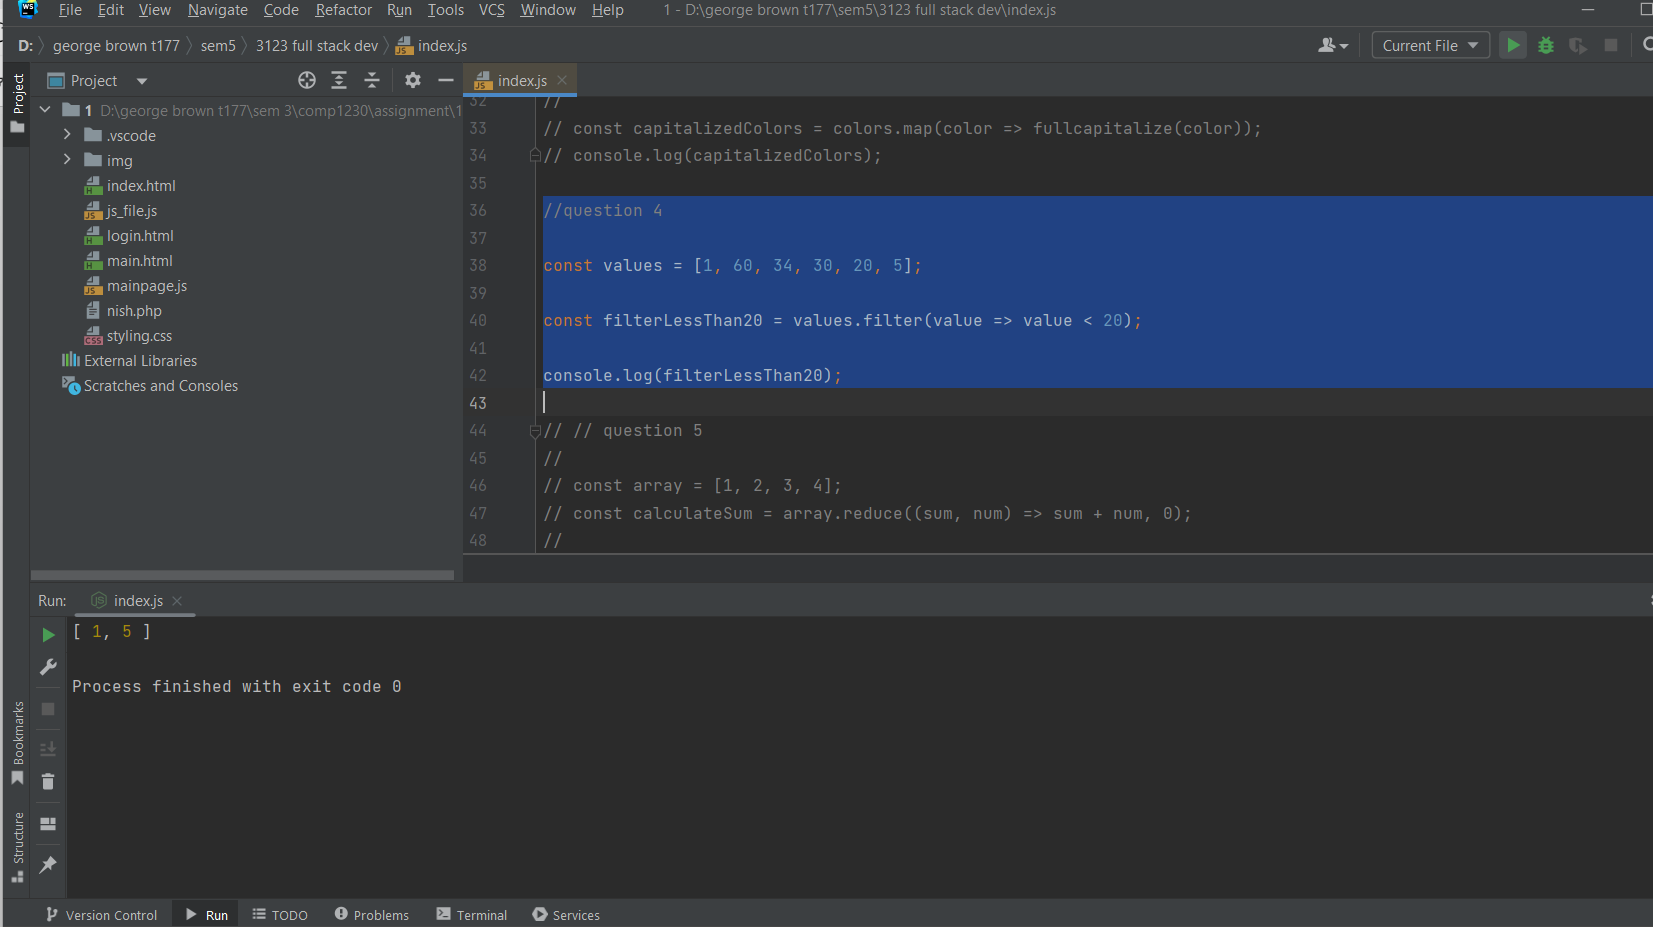 WS File Edit View Navigate Code Refactor Run Tools VCS Window Help 1 - D:\george brown t177\sem5\3123 full stack dev\index.js
D: george brown t177 sem5 3123 full stack dev index.js Current File
Project
Project
index.js
1 D:\george brown t177\sem 3\comp1230\assignment\1
.vscode
img
index.html
js_file.js
login.html
main.html
mainpage.js
nish.php
styling.css
External Libraries
Scratches and Consoles
32 //
33 // const capitalizedColors = colors.map(color => fullcapitalize(color));
34 // console.log(capitalizedColors);
35
36 //question 4
37
38 const values = [1, 60, 34, 30, 20, 5];
39
40 const filterLessThan20 = values.filter(value => value < 20);
41
42 console.log(filterLessThan20);
43
44 // // question 5
45 //
46 // const array = [1, 2, 3, 4];
47 // const calculateSum = array.reduce((sum, num) => sum + num, 0);
48 //
Run: index.js
[ 1, 5 ]
Process finished with exit code 0
Bookmarks
Structure
Version Control Run TODO Problems Terminal Services